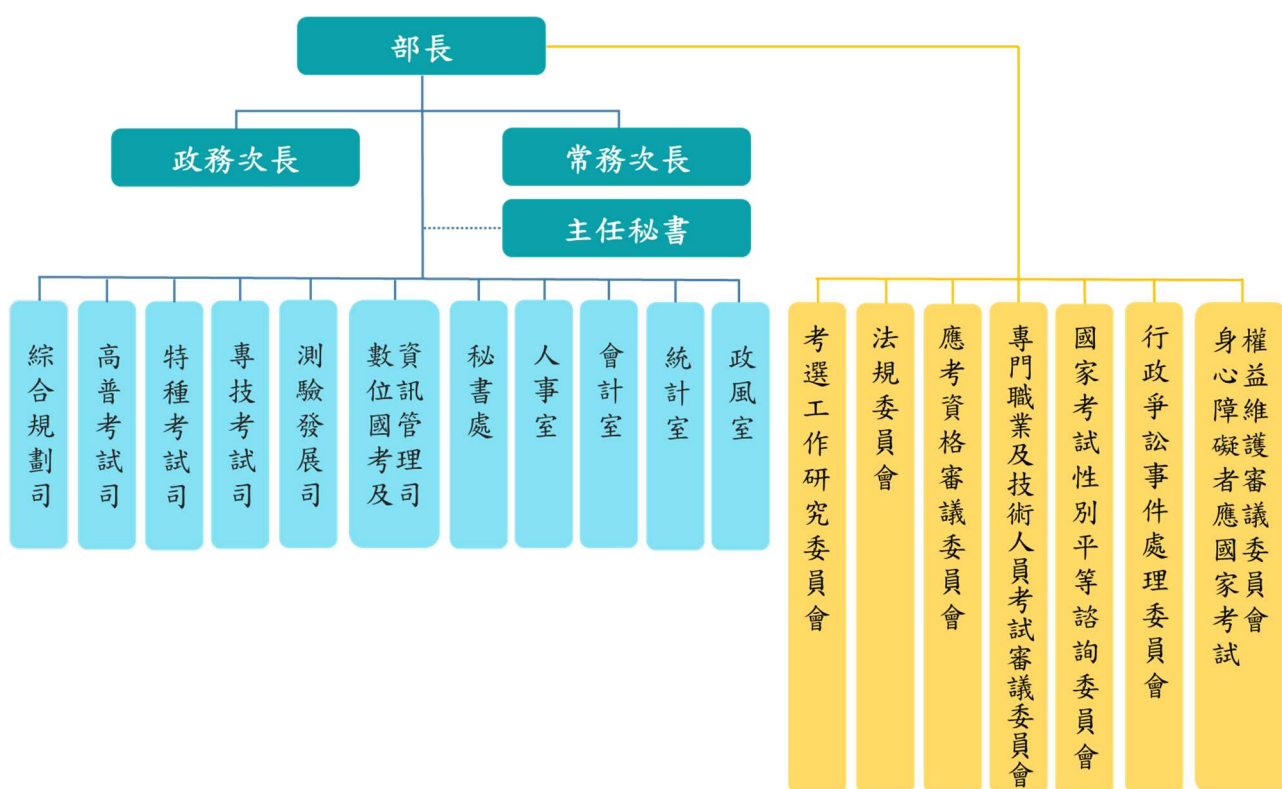 部長
政務次長
常務次長
主任秘書
綜合規劃司
高普考試司
特種考試司
專技考試司
測驗發展司
數位國考及
資訊管理司
秘書處
人事室
會計室
統計室
政風室
考選工作研究委員會
法規委員會
應考資格審議委員會
專門職業及技術人員考試審議委員會
國家考試性別平等諮詢委員會
行政爭訟事件處理委員會
身心障礙者應國家考試
權益維護審議委員會